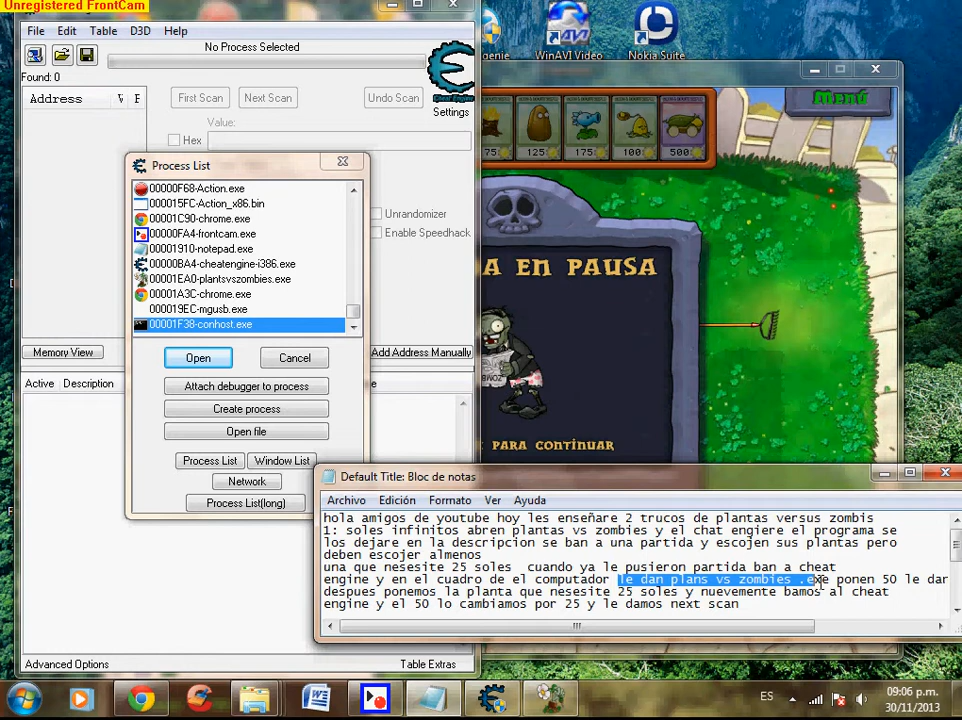 Unregistered FrontCam
File Edit Table D3D Help
No Process Selected
Found: 0
Address V
First Scan Next Scan Undo Scan
Cheat Engine
Settings
Value:
Hex
Process List
00000F68-Action.exe
000015FC-Action_x86.bin
00001C90-chrome.exe
00000FA4-frontcam.exe
00001910-notepad.exe
00000BA4-cheatengine-i386.exe
00001EA0-plantsvszombies.exe
00001A3C-chrome.exe
000019EC-mgusb.exe
00001F38-conhost.exe
Unrandomizer
Enable Speedhack
Open Cancel
Attach debugger to process
Create process
Open file
Process List Window List
Network
Process List(long)
Memory View
Add Address Manually
Active Description
Advanced Options
Table Extras
WinAVI Video
Nokia Suite
Menú
75 125 175 100 500
A EN PAUSA
PARA CONTINUAR
Default Title: Bloc de notas
Archivo Edición Formato Ver Ayuda
hola amigos de youtube hoy les enseñare 2 trucos de plantas versus zombis
1: soles infinitos abren plantas vs zombies y el chat engiere el programa se
los dejare en la descripcion se ban a una partida y escojen sus plantas pero
deben escojer almenos
una que nesesite 25 soles cuando ya le pusieron partida ban a cheat
engine y en el cuadro de el computador le dan plans vs zombies .exe ponen 50 le dan
despues ponemos la planta que nesesite 25 soles y nuevemente bamos al cheat
engine y el 50 lo cambiamos por 25 y le damos next scan
ES
09:06 p.m.
30/11/2013